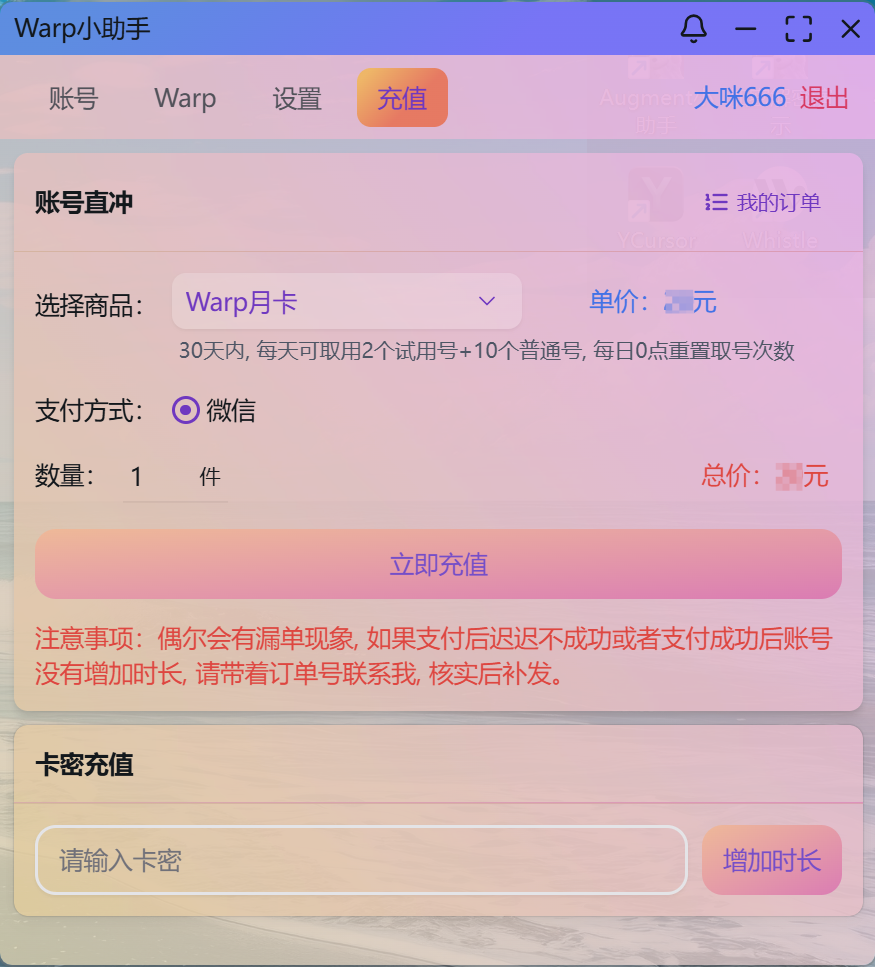 Warp小助手
账号 Warp 设置 充值 大咪666 退出
Augment
助手
账号直冲 我的订单
YCursor Whistle
选择商品： Warp月卡 单价： 元
30天内, 每天可取用2个试用号+10个普通号, 每日0点重置取号次数
支付方式： 微信
数量： 1 件 总价： 元
立即充值
注意事项：偶尔会有漏单现象, 如果支付后迟迟不成功或者支付成功后账号
没有增加时长, 请带着订单号联系我, 核实后补发。
卡密充值
请输入卡密 增加时长